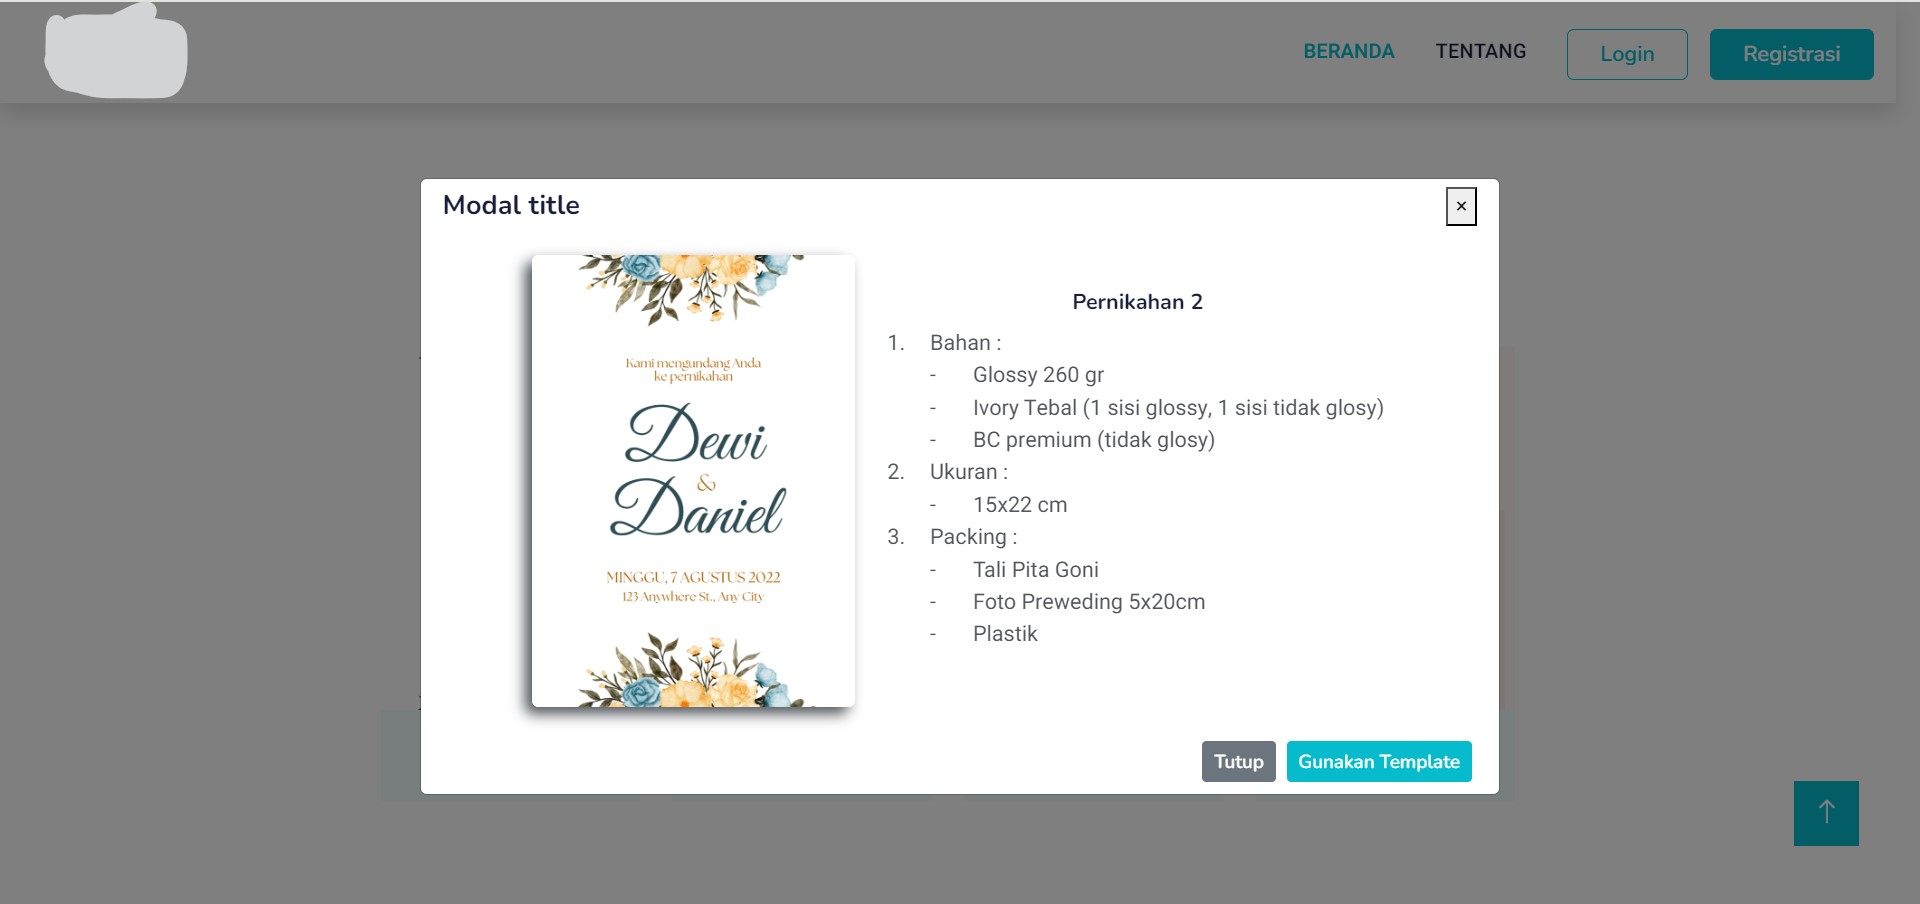 BERANDA TENTANG Login Registrasi
Modal title ×
Kami mengundang Anda
ke pernikahan
Dewi
&
Daniel
MINGGU, 7 AGUSTUS 2022
123 Anywhere St., Any City
Pernikahan 2
1. Bahan :
- Glossy 260 gr
- Ivory Tebal (1 sisi glossy, 1 sisi tidak glosy)
- BC premium (tidak glosy)
2. Ukuran :
- 15x22 cm
3. Packing :
- Tali Pita Goni
- Foto Preweding 5x20cm
- Plastik
Tutup Gunakan Template